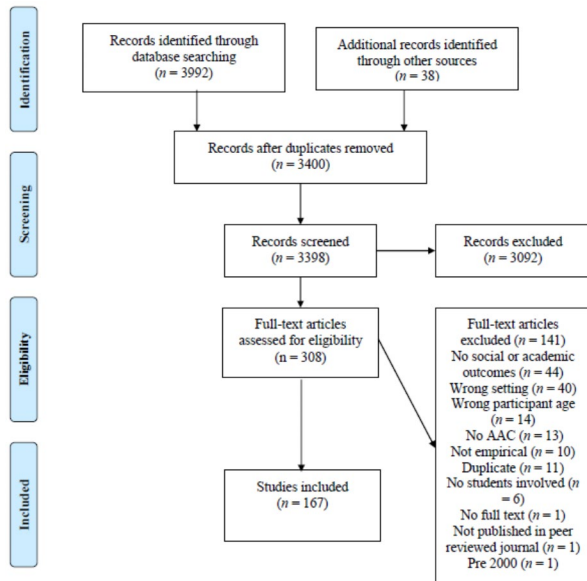 Identification
Records identified through
database searching
(n = 3992)
Additional records identified
through other sources
(n = 38)
Records after duplicates removed
(n = 3400)
Screening
Records screened
(n = 3398)
Records excluded
(n = 3092)
Eligibility
Full-text articles
assessed for eligibility
(n 308)
Full-text articles
excluded (n = 141)
No social or academic
outcomes (n = 44)
Wrong setting (n = 40)
Wrong participant age
(n = 14)
No AAC (n = 13)
Not empirical (n = 10)
Duplicate (n = 11)
No students involved (n
= 6)
No full text (n = 1)
Not published in peer
reviewed journal (n = 1)
Pre 2000 (n = 1)
Included
Studies included
(n = 167)